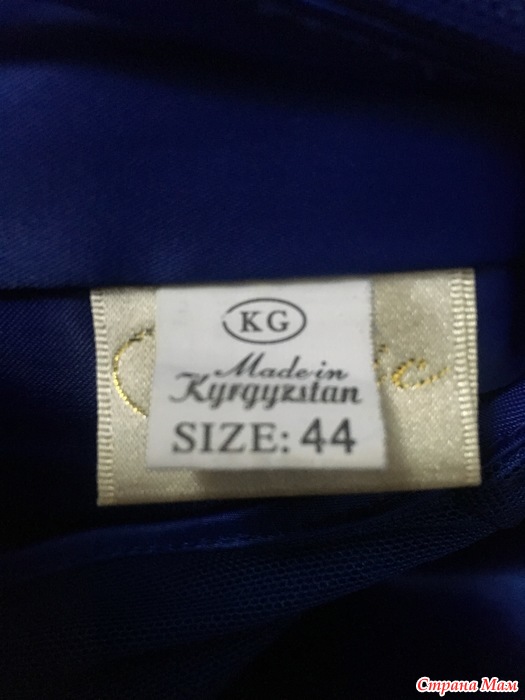 KG
Made in
Kyrgyzstan
SIZE: 44
Страна Мам